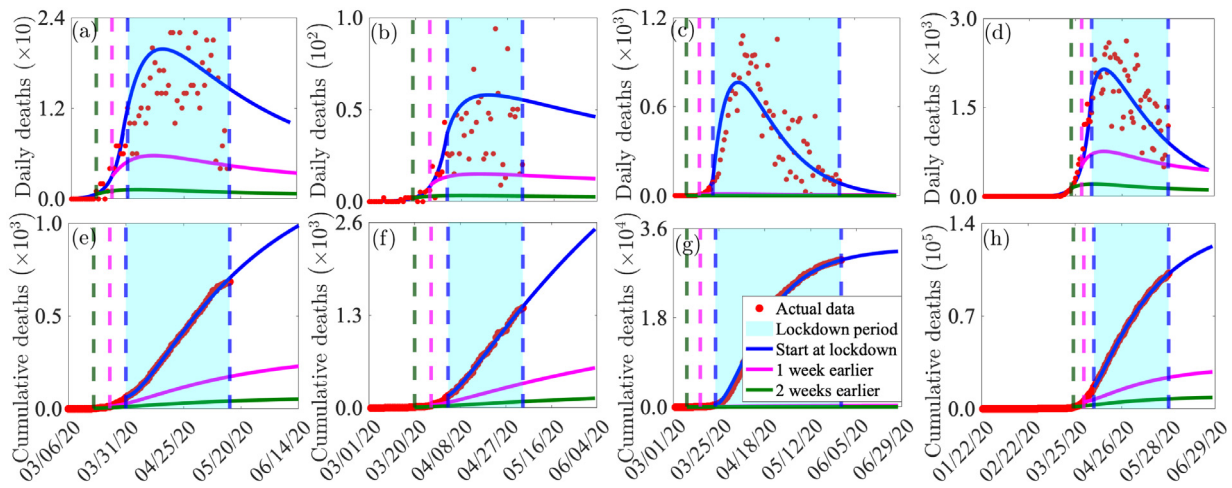 2.4
1.2
0.0
Daily deaths (×10)
(a)
1.0
0.5
0.0
Daily deaths (10²)
(b)
1.2
0.6
0.0
Daily deaths (×10³)
(c)
3.0
1.5
0.0
Daily deaths (×10³)
(d)
1.0
0.5
0.0
Cumulative deaths (×10³)
(e)
03/06/20
03/31/20
04/25/20
05/20/20
06/14/20
2.6
1.3
0.0
Cumulative deaths (×10³)
(f)
03/01/20
03/20/20
04/08/20
04/27/20
05/16/20
06/04/20
3.6
1.8
0.0
Cumulative deaths (×10⁴)
(g)
Actual data
Lockdown period
Start at lockdown
1 week earlier
2 weeks earlier
03/01/20
03/25/20
04/18/20
05/12/20
06/05/20
06/29/20
1.4
0.7
0.0
Cumulative deaths (10⁵)
(h)
01/22/20
02/22/20
03/25/20
04/26/20
05/28/20
06/29/20